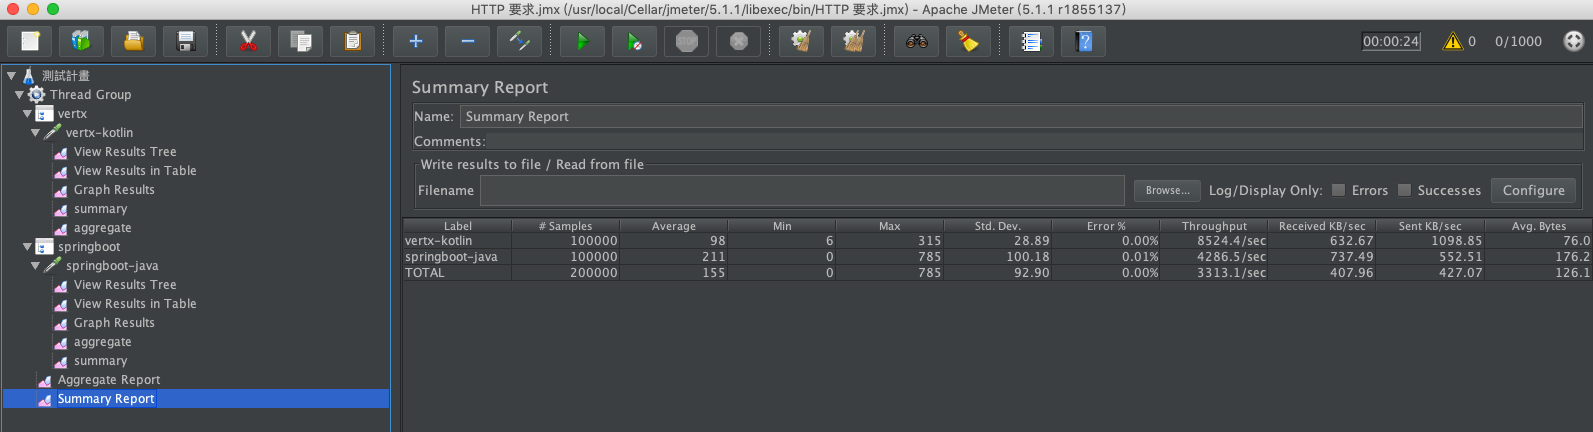 HTTP 要求.jmx (/usr/local/Cellar/jmeter/5.1.1/libexec/bin/HTTP 要求.jmx) - Apache JMeter (5.1.1 r1855137)
STOP 00:00:24 0 0/1000
測試計畫
Thread Group
vertx
vertx-kotlin
View Results Tree
View Results in Table
Graph Results
summary
aggregate
springboot
springboot-java
View Results Tree
View Results in Table
Graph Results
aggregate
summary
Aggregate Report
Summary Report
Summary Report
Name: Summary Report
Comments:
Write results to file / Read from file
Filename Browse... Log/Display Only: Errors Successes Configure
Label # Samples Average Min Max Std. Dev. Error % Throughput Received KB/sec Sent KB/sec Avg. Bytes
vertx-kotlin 100000 98 6 315 28.89 0.00% 8524.4/sec 632.67 1098.85 76.0
springboot-java 100000 211 0 785 100.18 0.01% 4286.5/sec 737.49 552.51 176.2
TOTAL 200000 155 0 785 92.90 0.00% 3313.1/sec 407.96 427.07 126.1